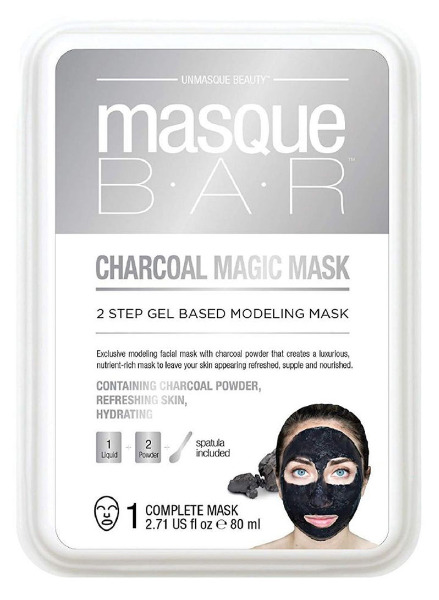 UNMASQUE BEAUTY™
masque
B·A·R™
CHARCOAL MAGIC MASK
2 STEP GEL BASED MODELING MASK
Exclusive modeling facial mask with charcoal powder that creates a luxurious,
nutrient-rich mask to leave your skin appearing refreshed, supple and nourished.
CONTAINING CHARCOAL POWDER,
REFRESHING SKIN,
HYDRATING
1 Liquid + 2 Powder + spatula included
1 COMPLETE MASK
2.71 US fl oz ℮ 80 ml